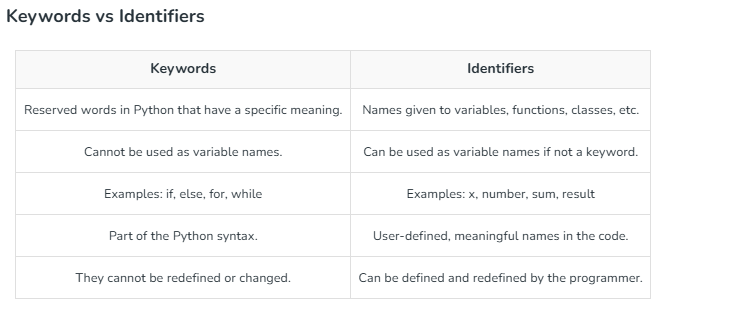 Keywords vs Identifiers
Keywords Identifiers
Reserved words in Python that have a specific meaning. Names given to variables, functions, classes, etc.
Cannot be used as variable names. Can be used as variable names if not a keyword.
Examples: if, else, for, while Examples: x, number, sum, result
Part of the Python syntax. User-defined, meaningful names in the code.
They cannot be redefined or changed. Can be defined and redefined by the programmer.